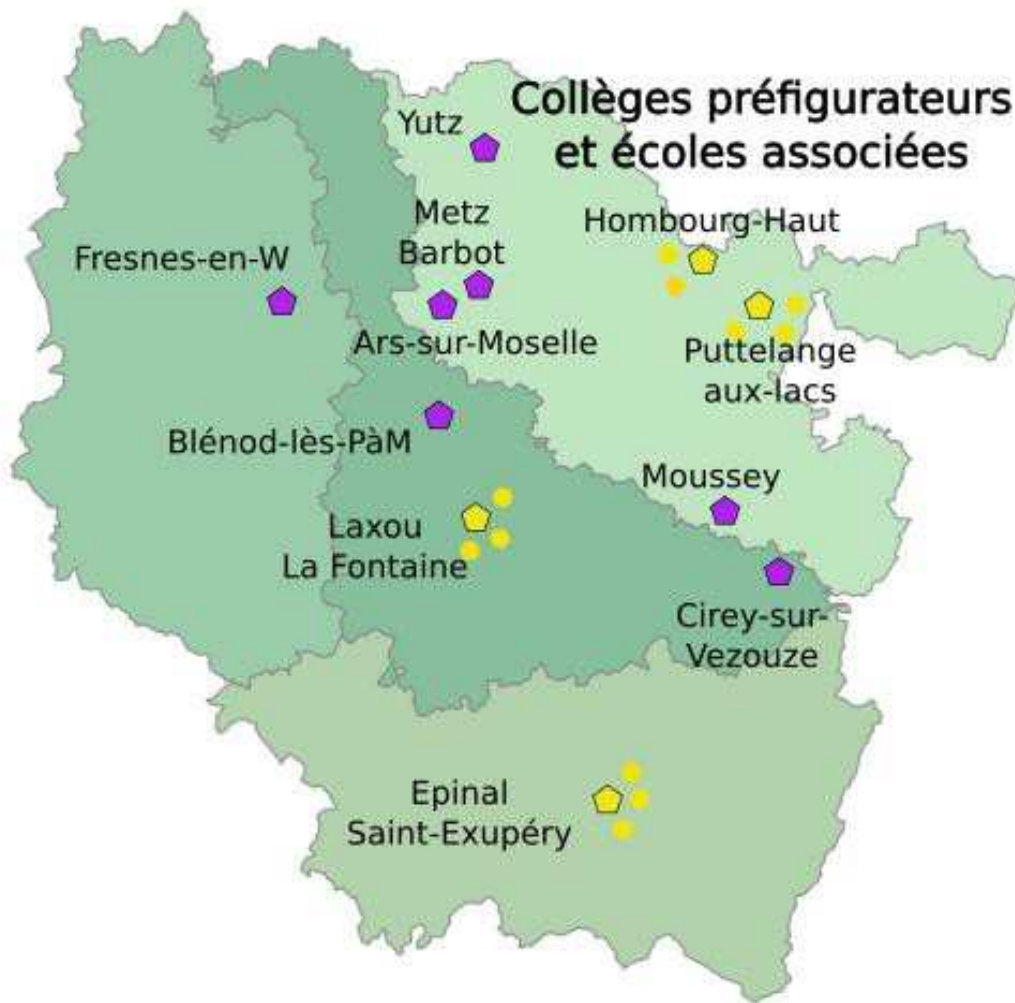 Collèges préfigurateurs
et écoles associées
Yutz
Metz
Barbot
Hombourg-Haut
Fresnes-en-W
Ars-sur-Moselle
Puttelange
aux-lacs
Blénod-lès-PàM
Moussey
Laxou
La Fontaine
Cirey-sur-
Vezouze
Epinal
Saint-Exupéry